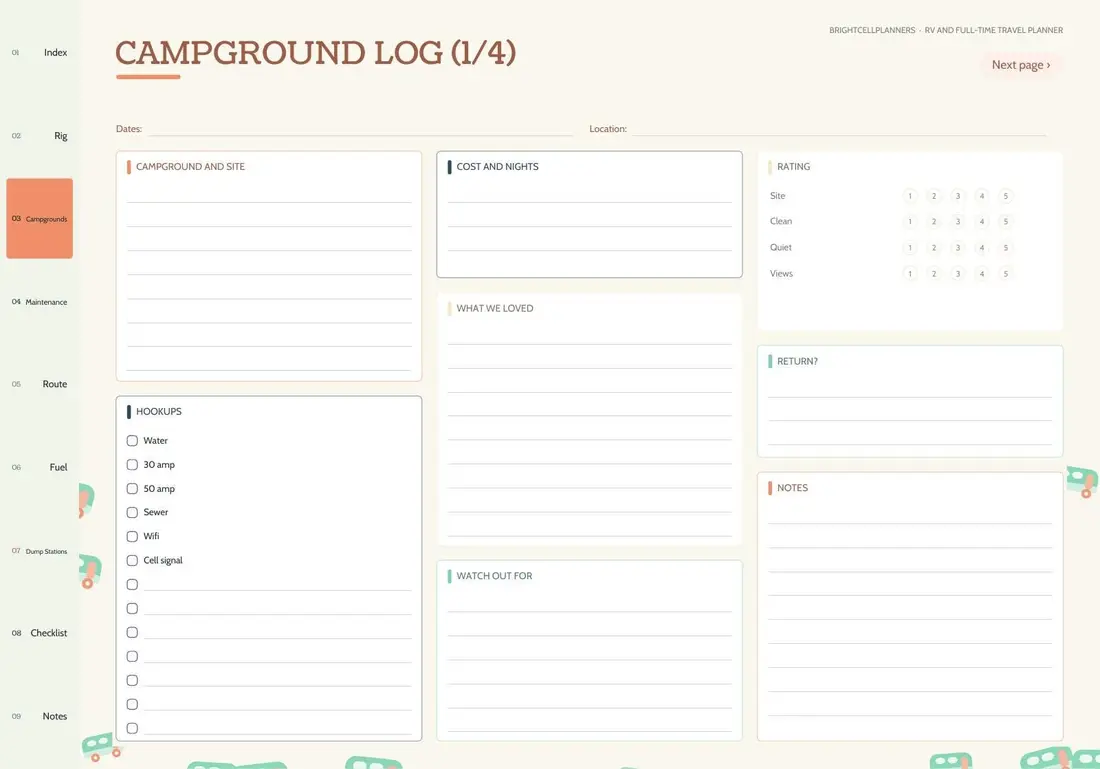 01 Index
02 Rig
03 Campgrounds
04 Maintenance
05 Route
06 Fuel
07 Dump Stations
08 Checklist
09 Notes
CAMPGROUND LOG (1/4)
BRIGHTCELLPLANNERS · RV AND FULL-TIME TRAVEL PLANNER
Next page ›
Dates:
Location:
CAMPGROUND AND SITE
HOOKUPS
Water
30 amp
50 amp
Sewer
Wifi
Cell signal
COST AND NIGHTS
WHAT WE LOVED
WATCH OUT FOR
RATING
Site 1 2 3 4 5
Clean 1 2 3 4 5
Quiet 1 2 3 4 5
Views 1 2 3 4 5
RETURN?
NOTES